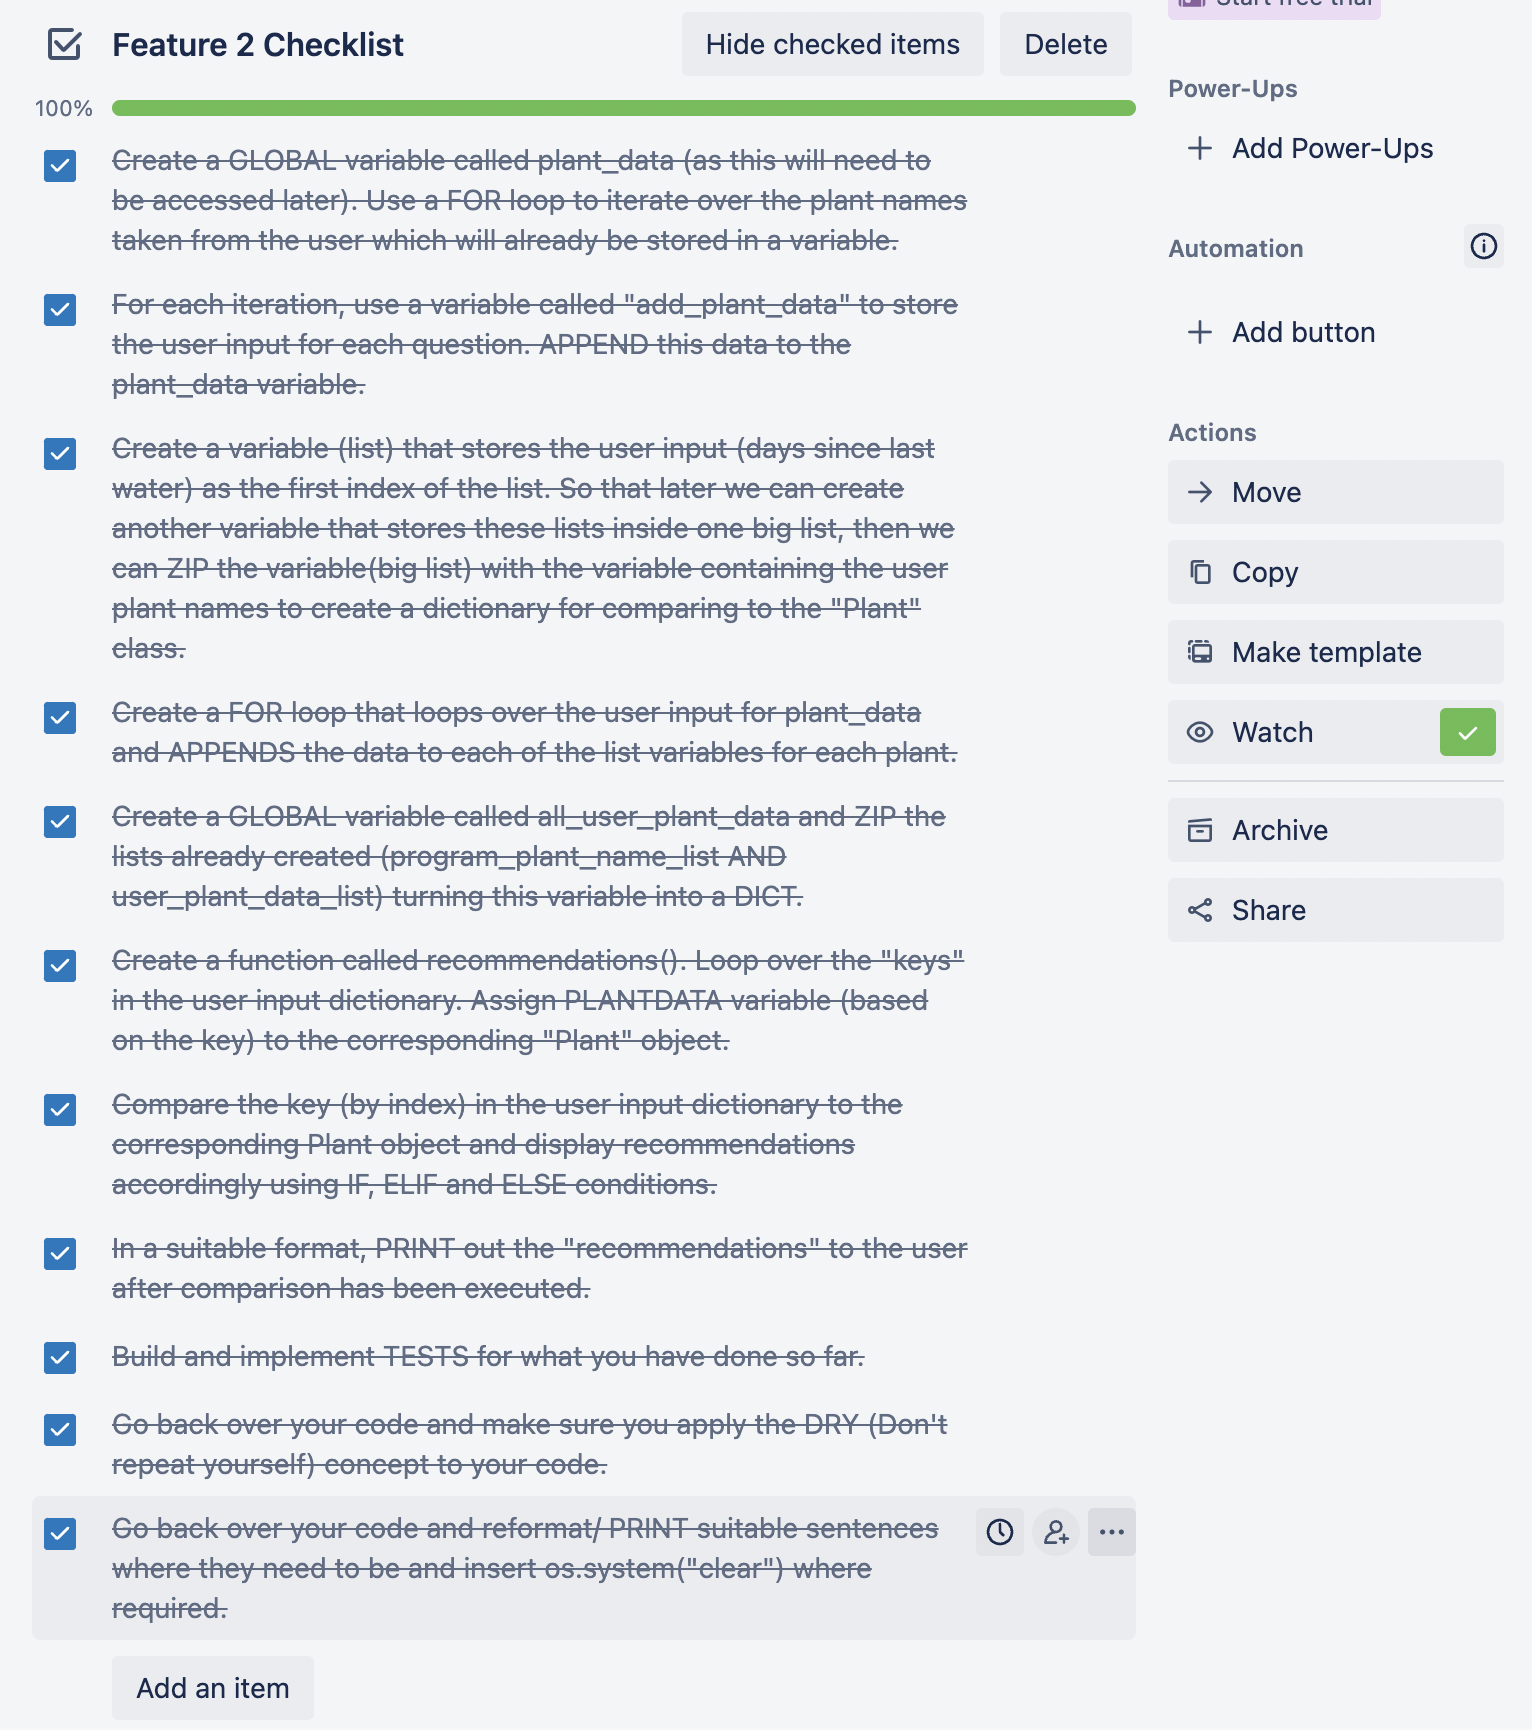 Start free trial
Feature 2 Checklist
Hide checked items
Delete
100%
Create a GLOBAL variable called plant_data (as this will need to
be accessed later). Use a FOR loop to iterate over the plant names
taken from the user which will already be stored in a variable.
For each iteration, use a variable called "add_plant_data" to store
the user input for each question. APPEND this data to the
plant_data variable.
Create a variable (list) that stores the user input (days since last
water) as the first index of the list. So that later we can create
another variable that stores these lists inside one big list, then we
can ZIP the variable(big list) with the variable containing the user
plant names to create a dictionary for comparing to the "Plant"
class.
Create a FOR loop that loops over the user input for plant_data
and APPENDS the data to each of the list variables for each plant.
Create a GLOBAL variable called all_user_plant_data and ZIP the
lists already created (program_plant_name_list AND
user_plant_data_list) turning this variable into a DICT.
Create a function called recommendations(). Loop over the "keys"
in the user input dictionary. Assign PLANTDATA variable (based
on the key) to the corresponding "Plant" object.
Compare the key (by index) in the user input dictionary to the
corresponding Plant object and display recommendations
accordingly using IF, ELIF and ELSE conditions.
In a suitable format, PRINT out the "recommendations" to the user
after comparison has been executed.
Build and implement TESTS for what you have done so far.
Go back over your code and make sure you apply the DRY (Don't
repeat yourself) concept to your code.
Go back over your code and reformat/ PRINT suitable sentences
where they need to be and insert os.system("clear") where
required.
Add an item
Power-Ups
Add Power-Ups
Automation
Add button
Actions
Move
Copy
Make template
Watch
Archive
Share